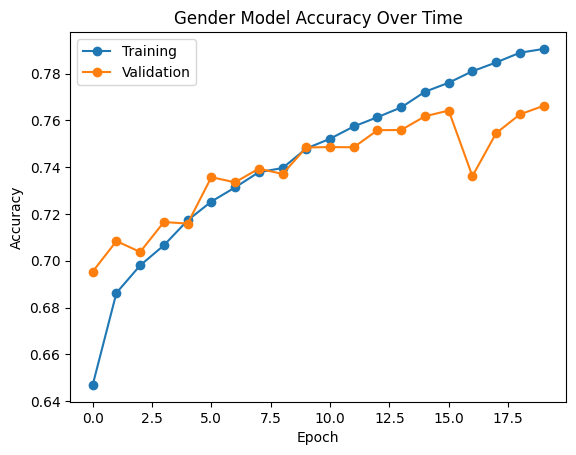 Gender Model Accuracy Over Time
Training
Validation
Accuracy
0.78
0.76
0.74
0.72
0.70
0.68
0.66
0.64
0.0 2.5 5.0 7.5 10.0 12.5 15.0 17.5
Epoch